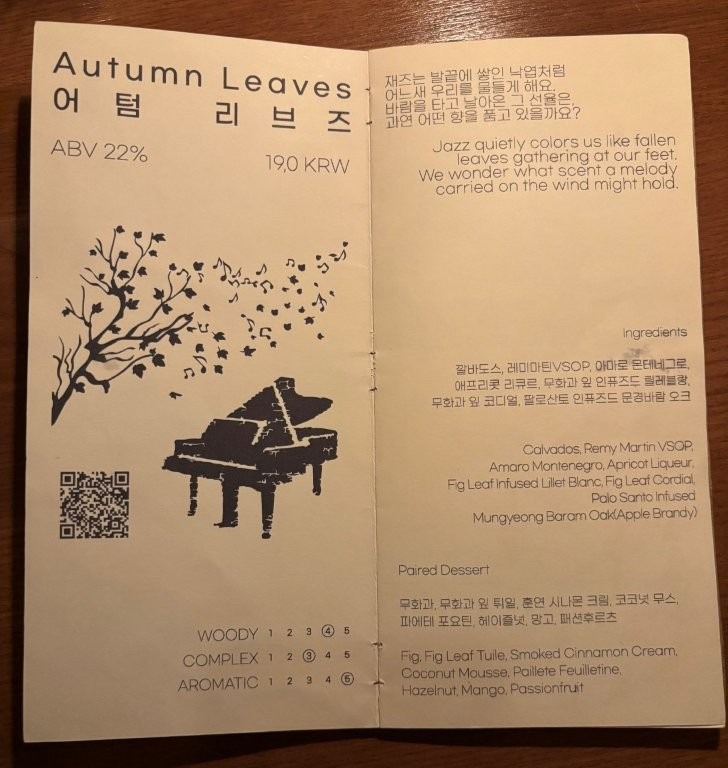 Autumn Leaves
어텀 리브즈
ABV 22%
19,0 KRW
WOODY 1 2 3 4 5
COMPLEX 1 2 3 4 5
AROMATIC 1 2 3 4 5
재즈는 발끝에 쌓인 낙엽처럼
어느새 우리를 물들게 해요.
바람을 타고 날아온 그 선율은,
과연 어떤 향을 품고 있을까요?
Jazz quietly colors us like fallen
leaves gathering at our feet.
We wonder what scent a melody
carried on the wind might hold.
Ingredients
깔바도스, 레미마틴VSOP, 아마로 몬테네그로,
애프리콧 리큐르, 무화과 잎 인퓨즈드 릴레블랑,
무화과 잎 코디얼, 팔로산토 인퓨즈드 문경바람 오크
Calvados, Remy Martin VSOP,
Amaro Montenegro, Apricot Liqueur,
Fig Leaf Infused Lillet Blanc, Fig Leaf Cordial,
Palo Santo Infused
Mungyeong Baram Oak(Apple Brandy)
Paired Dessert
무화과, 무화과 잎 튀일, 훈연 시나몬 크림, 코코넛 무스,
파에테 포요틴, 헤이즐넛, 망고, 패션후르츠
Fig, Fig Leaf Tuile, Smoked Cinnamon Cream,
Coconut Mousse, Paillete Feuilletine,
Hazelnut, Mango, Passionfruit